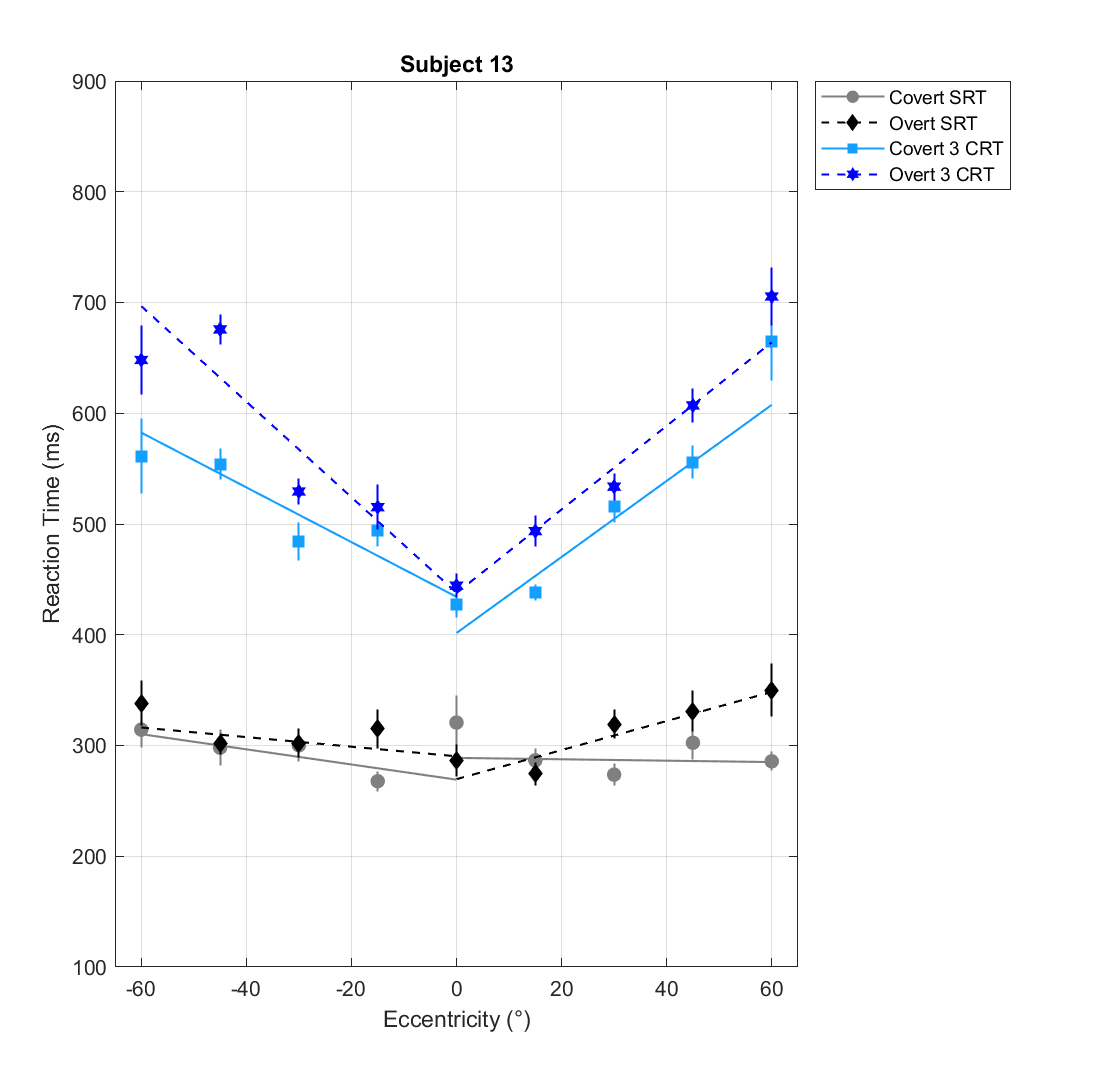 Subject 13
900
800
700
600
500
400
300
200
100
Reaction Time (ms)
-60 -40 -20 0 20 40 60
Eccentricity (°)
Covert SRT
Overt SRT
Covert 3 CRT
Overt 3 CRT